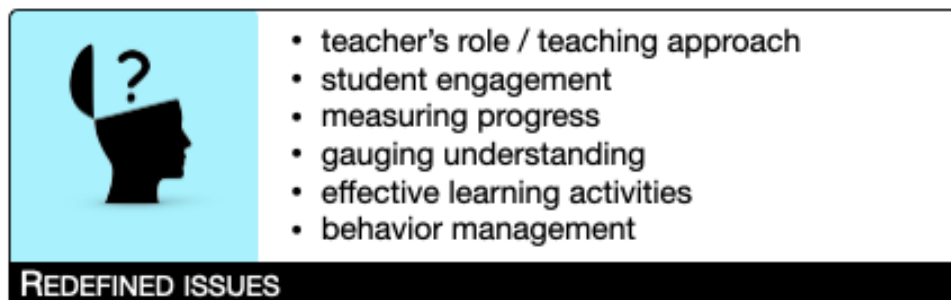 ?
• teacher's role / teaching approach
• student engagement
• measuring progress
• gauging understanding
• effective learning activities
• behavior management
REDEFINED ISSUES